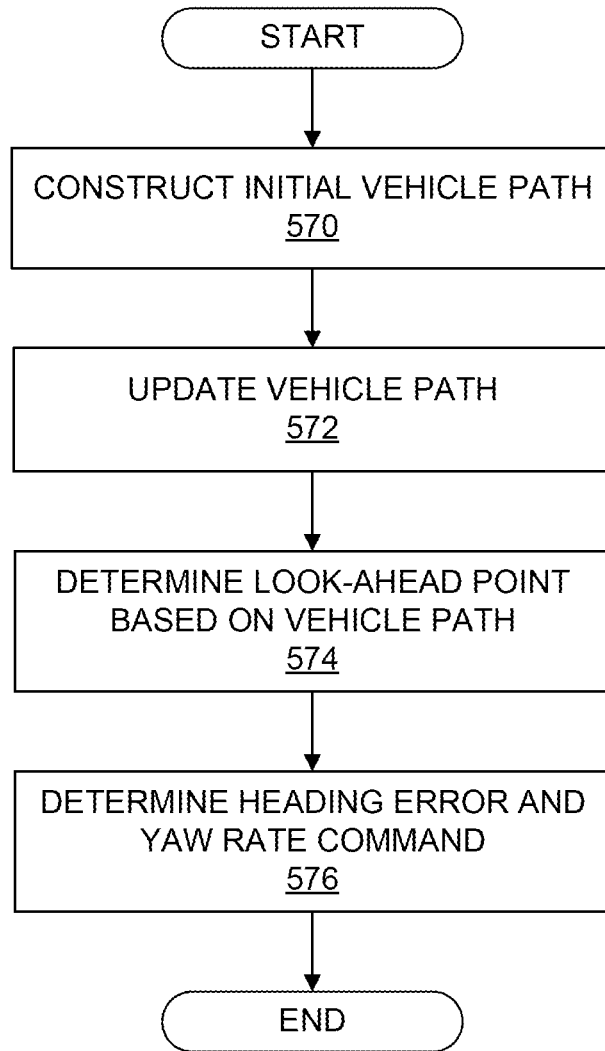 START
CONSTRUCT INITIAL VEHICLE PATH
570
UPDATE VEHICLE PATH
572
DETERMINE LOOK-AHEAD POINT
BASED ON VEHICLE PATH
574
DETERMINE HEADING ERROR AND
YAW RATE COMMAND
576
END